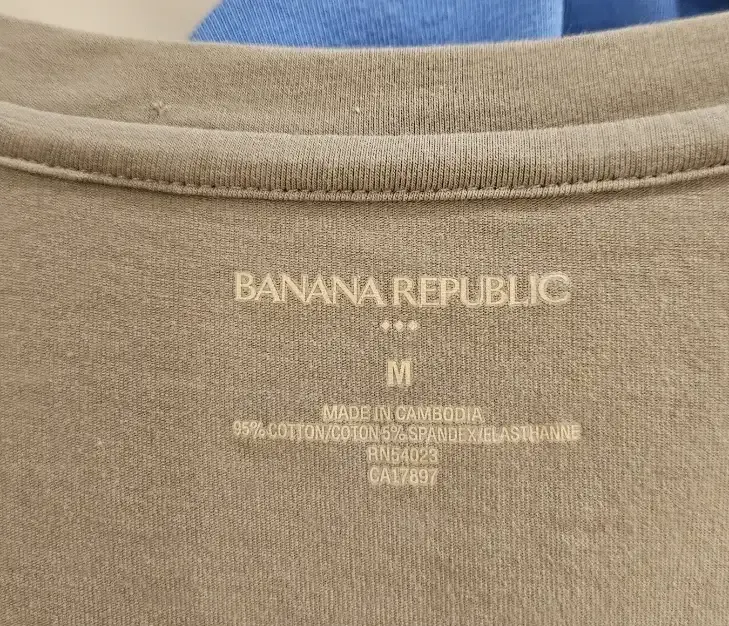 BANANA REPUBLIC
M
MADE IN CAMBODIA
95% COTTON/COTON 5% SPANDEX/ELASTHANNE
RN54023
CA17897